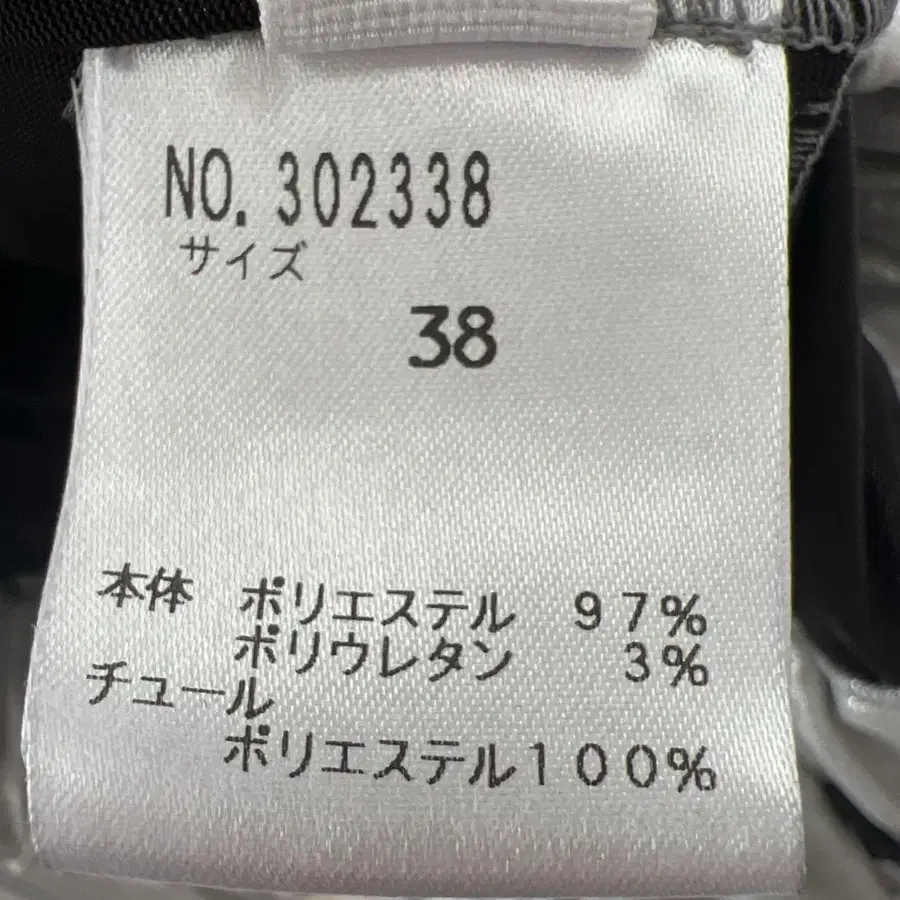 NO.302338
サイズ
38
本体 ポリエステル 97%
ポリウレタン 3%
チュール
ポリエステル100%